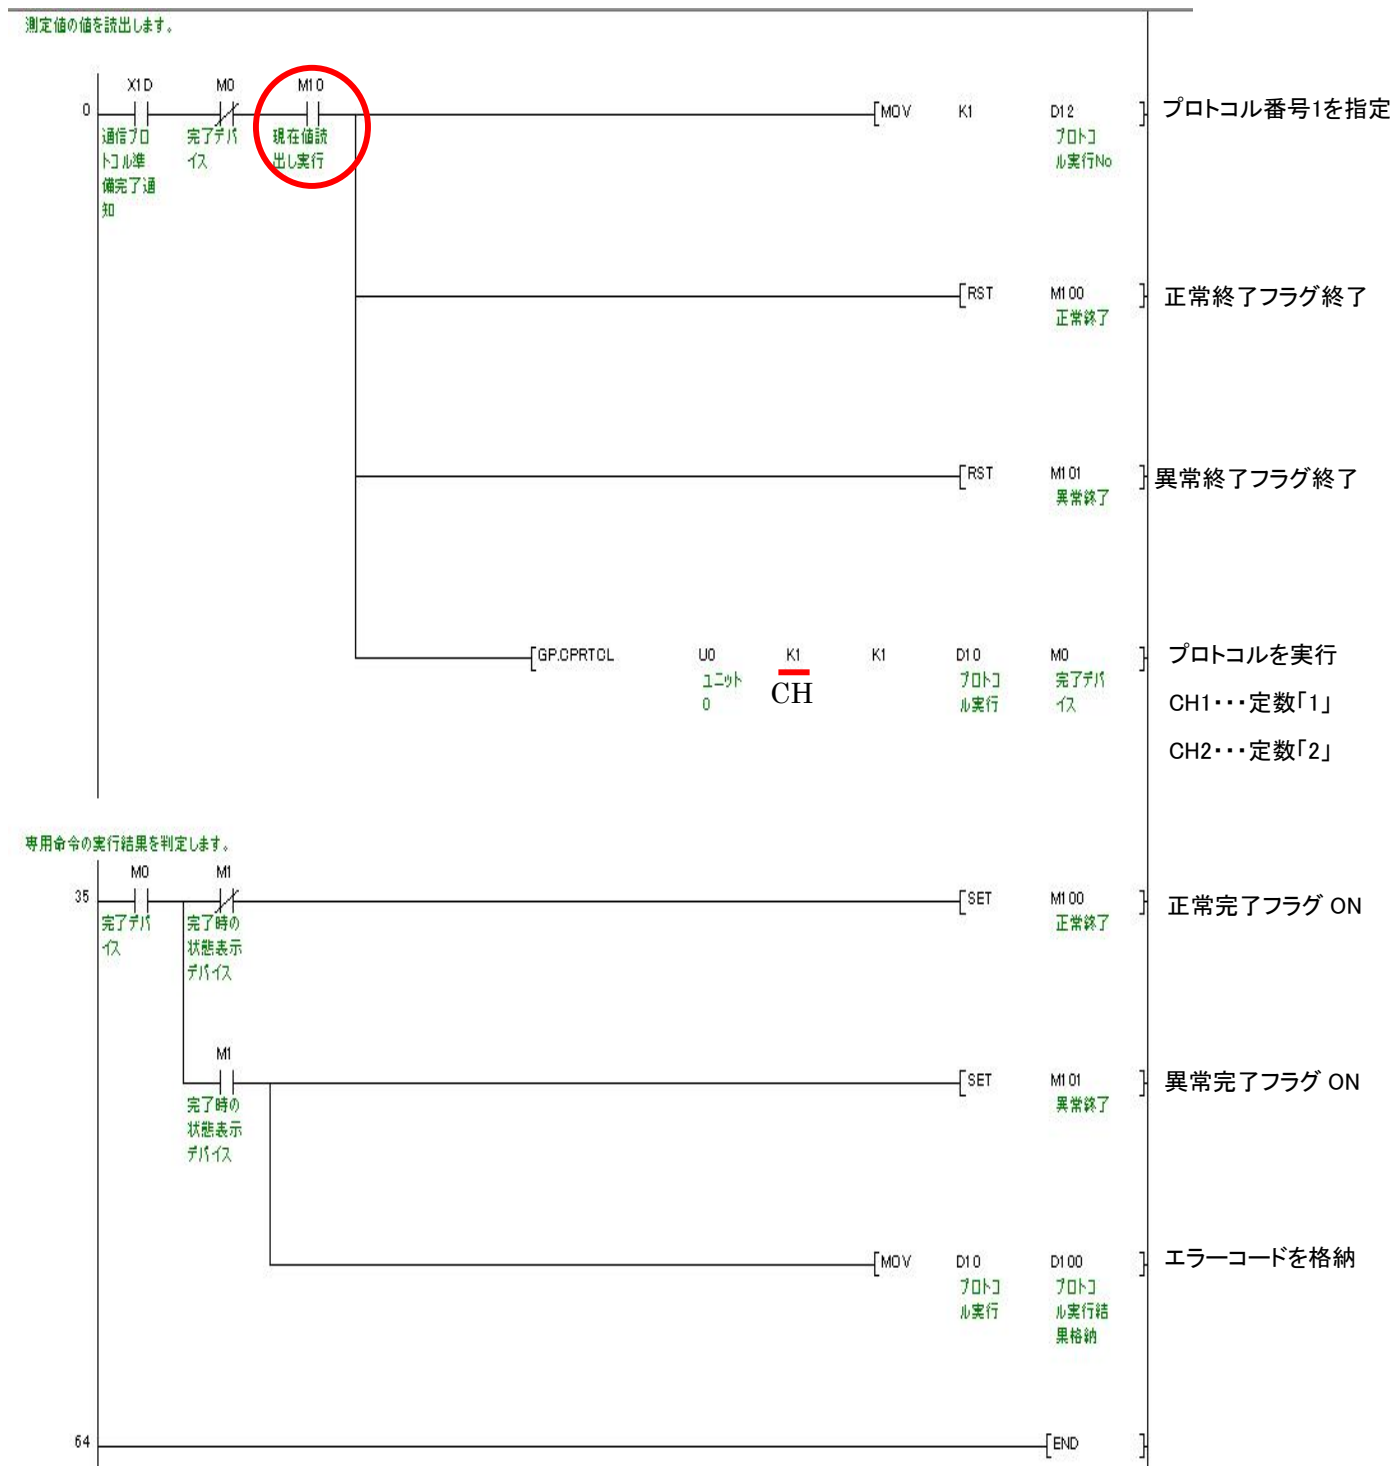 測定値の値を読出します。
X1D M0 M10
0 [MOV K1 D12 ] プロトコル番号1を指定
通信プロ 完了デバ 現在値読 プロトコ
トコル準 イス 出し実行 ル実行No
備完了通
知
[RST M100 ] 正常終了フラグ終了
正常終了
[RST M101 ] 異常終了フラグ終了
異常終了
[GP.CPRTCL U0 K1 K1 D10 M0 ] プロトコルを実行
ユニット CH プロトコ 完了デバ
0 ル実行 イス
CH1・・・定数「1」
CH2・・・定数「2」
専用命令の実行結果を判定します。
M0 M1
35 [SET M100 ] 正常完了フラグ ON
完了デバ 完了時の 正常終了
イス 状態表示
デバイス
M1
[SET M101 ] 異常完了フラグ ON
完了時の 異常終了
状態表示
デバイス
[MOV D10 D100 ] エラーコードを格納
プロトコ プロトコ
ル実行 ル実行結
果格納
64 [END ]